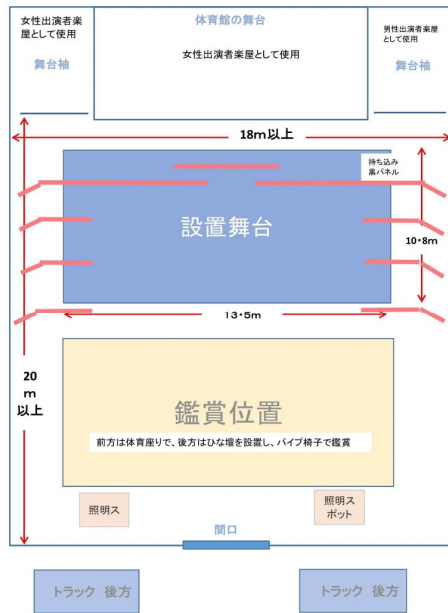 女性出演者楽
屋として使用
舞台袖
体育館の舞台
女性出演者楽屋として使用
男性出演者楽屋
として使用
舞台袖
18m以上
持ち込み
黒パネル
設置舞台
10・8m
13・5m
20
m
以上
鑑賞位置
前方は体育座りで、後方はひな壇を設置し、パイプ椅子で鑑賞
照明ス
照明ス
ポット
間口
トラック 後方
トラック 後方